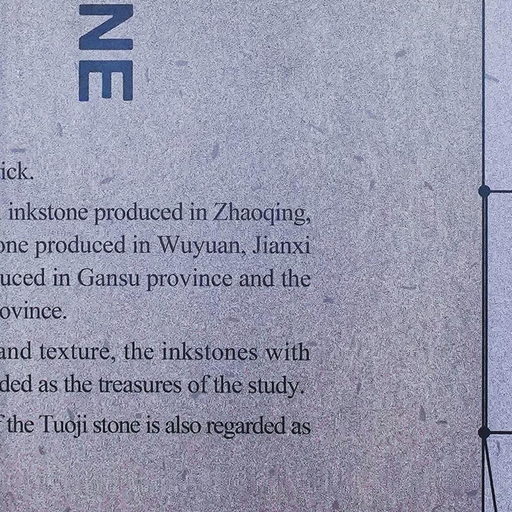 NE
ick.
inkstone produced in Zhaoqing,
one produced in Wuyuan, Jianxi
uced in Gansu province and the
ovince.
and texture, the inkstones with
ded as the treasures of the study.
f the Tuoji stone is also regarded as